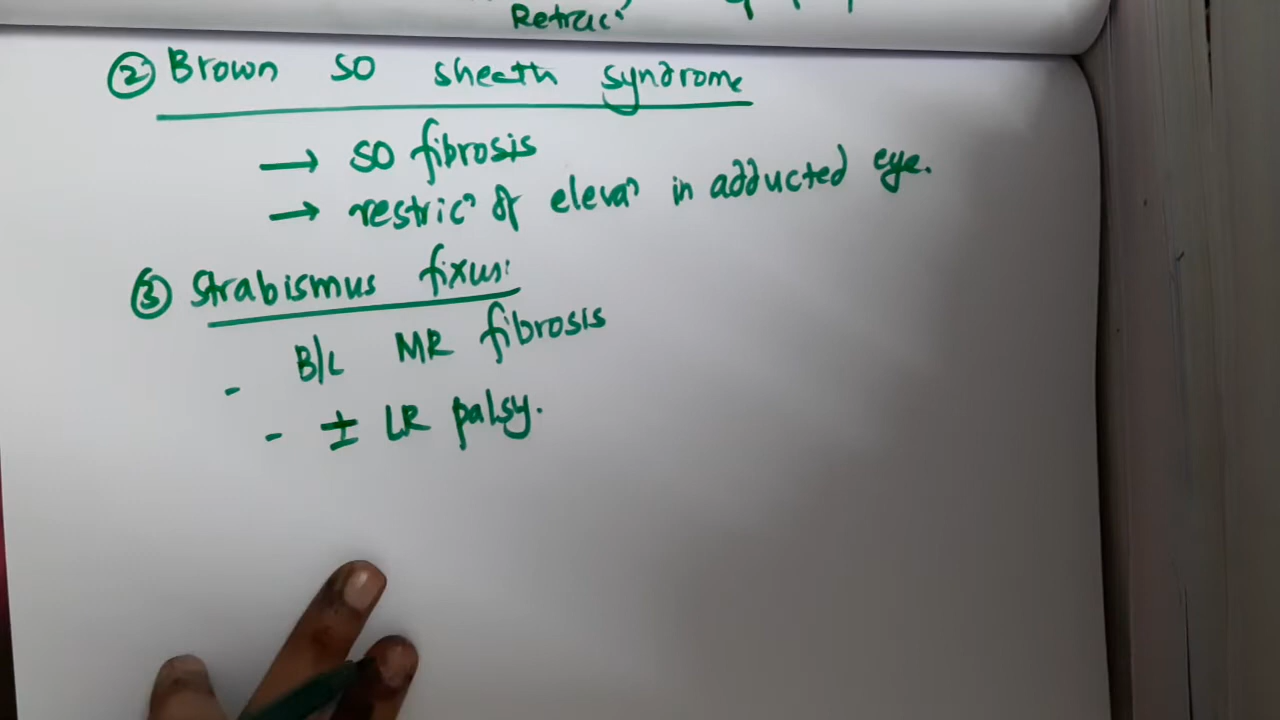 Retrac'
② Brown SO sheath syndrome
→ SO fibrosis
→ restric' of eleva' in adducted eye.
③ Strabismus fixus:
- B/L MR fibrosis
- ± LR palsy.